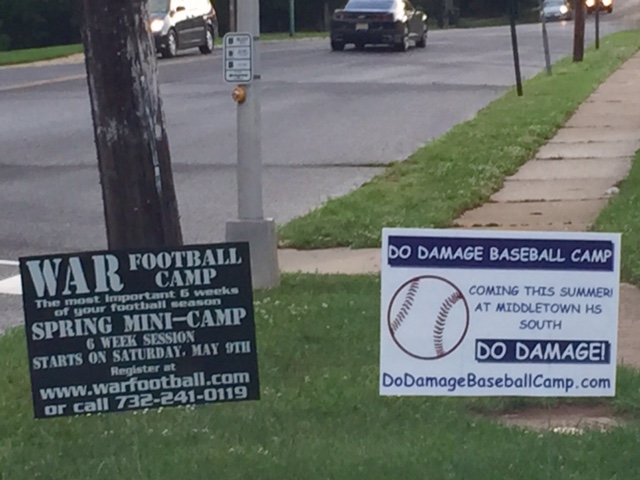 WAR FOOTBALL CAMP
The most important 6 weeks
of your football season
SPRING MINI-CAMP
6 WEEK SESSION
STARTS ON SATURDAY, MAY 9TH
Register at
www.warfootball.com
or call 732-241-0119
DO DAMAGE BASEBALL CAMP
COMING THIS SUMMER!
AT MIDDLETOWN HS
SOUTH
DO DAMAGE!
DoDamageBaseballCamp.com